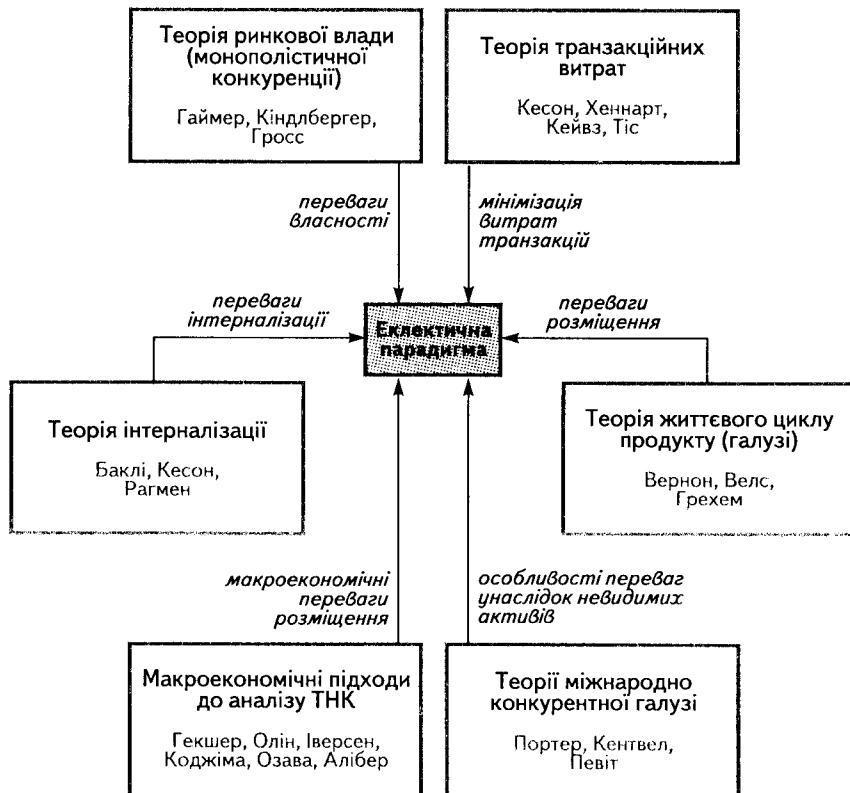 Теорія ринкової влади
(монополістичної
конкуренції)
Гаймер, Кіндлбергер,
Гросс
Теорія транзакційних
витрат
Кесон, Хеннарт,
Кейвз, Тіс
переваги
власності
мінімізація
витрат
транзакцій
переваги
інтерналізації
Еклектична
парадигма
переваги
розміщення
Теорія інтерналізації
Баклі, Кесон,
Рагмен
Теорія життєвого циклу
продукту (галузі)
Вернон, Велс,
Грехем
макроекономічні
переваги
розміщення
особливості переваг
унаслідок невидимих
активів
Макроекономічні підходи
до аналізу ТНК
Гекшер, Олін, Іверсен,
Коджіма, Озава, Алібер
Теорії міжнародно
конкурентної галузі
Портер, Кентвел,
Певіт